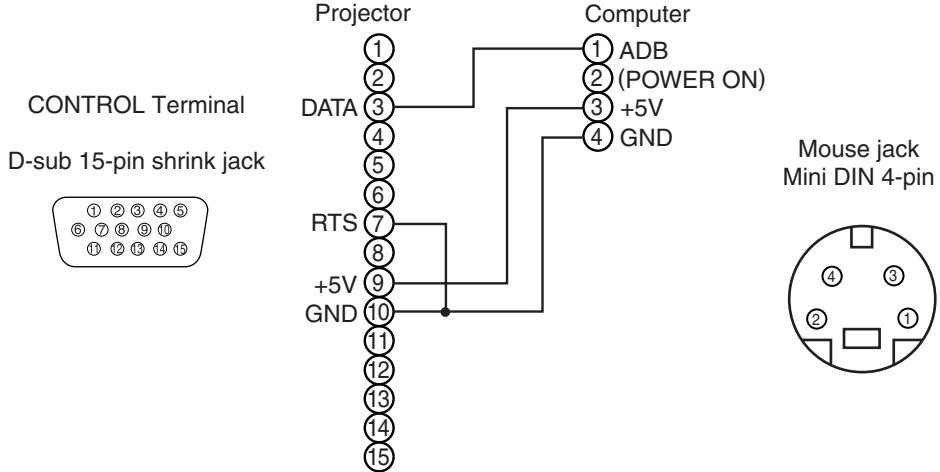 Projector
Computer
CONTROL Terminal
D-sub 15-pin shrink jack
① ② ③ ④ ⑤
⑥ ⑦ ⑧ ⑨ ⑩
⑪ ⑫ ⑬ ⑭ ⑮
①
②
DATA ③
④
⑤
⑥
RTS ⑦
⑧
+5V ⑨
GND ⑩
⑪
⑫
⑬
⑭
⑮
① ADB
② (POWER ON)
③ +5V
④ GND
Mouse jack
Mini DIN 4-pin
④ ③
② ①